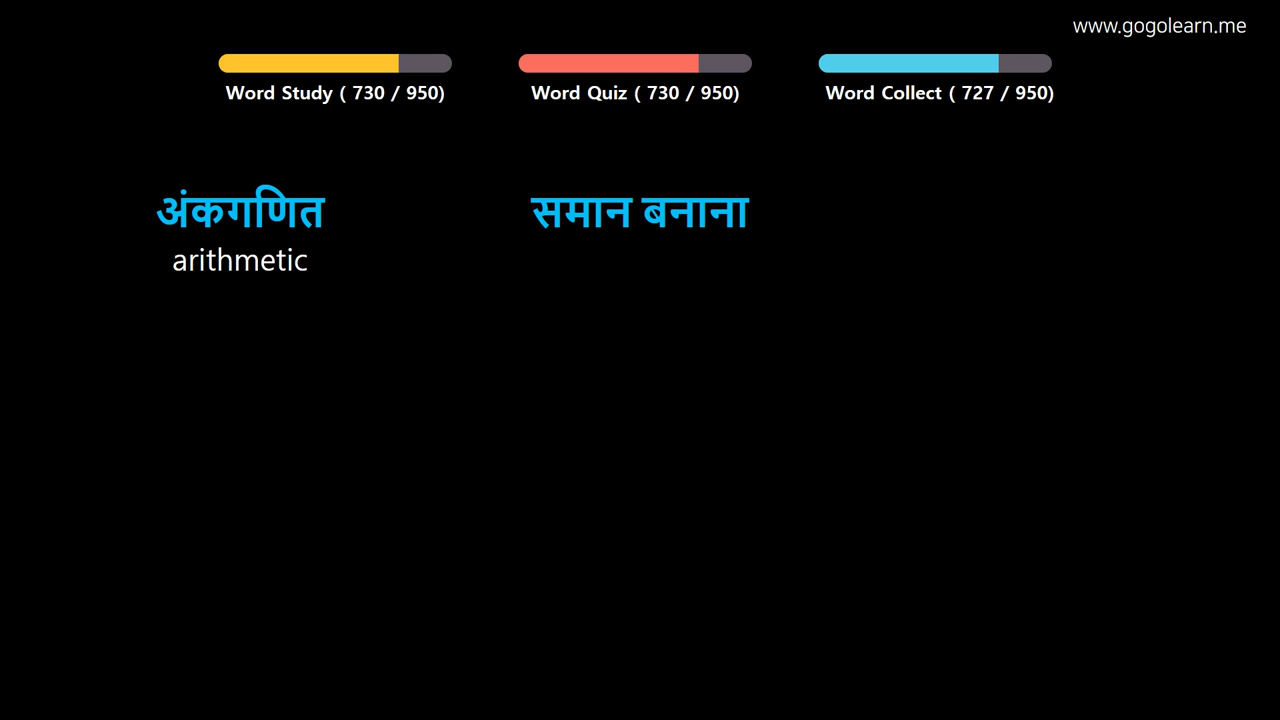 www.gogolearn.me
Word Study ( 730 / 950)
Word Quiz ( 730 / 950)
Word Collect ( 727 / 950)
अंकगणित
समान बनाना
arithmetic